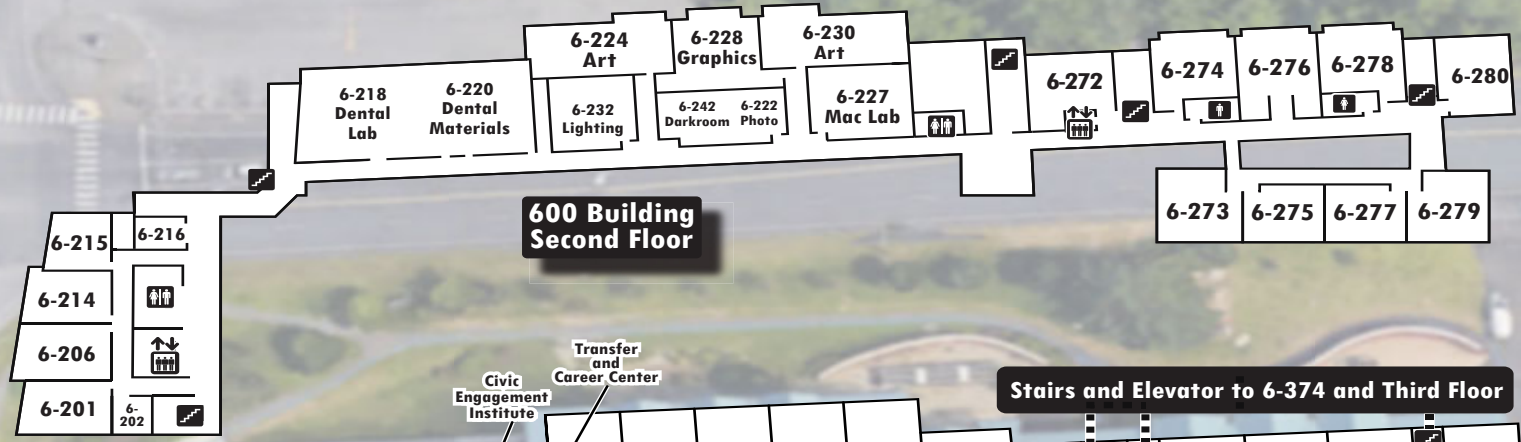 6-224
Art
6-228
Graphics
6-230
Art
6-218
Dental
Lab
6-220
Dental
Materials
6-232
Lighting
6-242
Darkroom
6-222
Photo
6-227
Mac Lab
6-272
6-274
6-276
6-278
6-280
6-273
6-275
6-277
6-279
6-215
6-216
6-214
6-206
6-201
6-
202
600 Building
Second Floor
Transfer
and
Career Center
Civic
Engagement
Institute
Stairs and Elevator to 6-374 and Third Floor